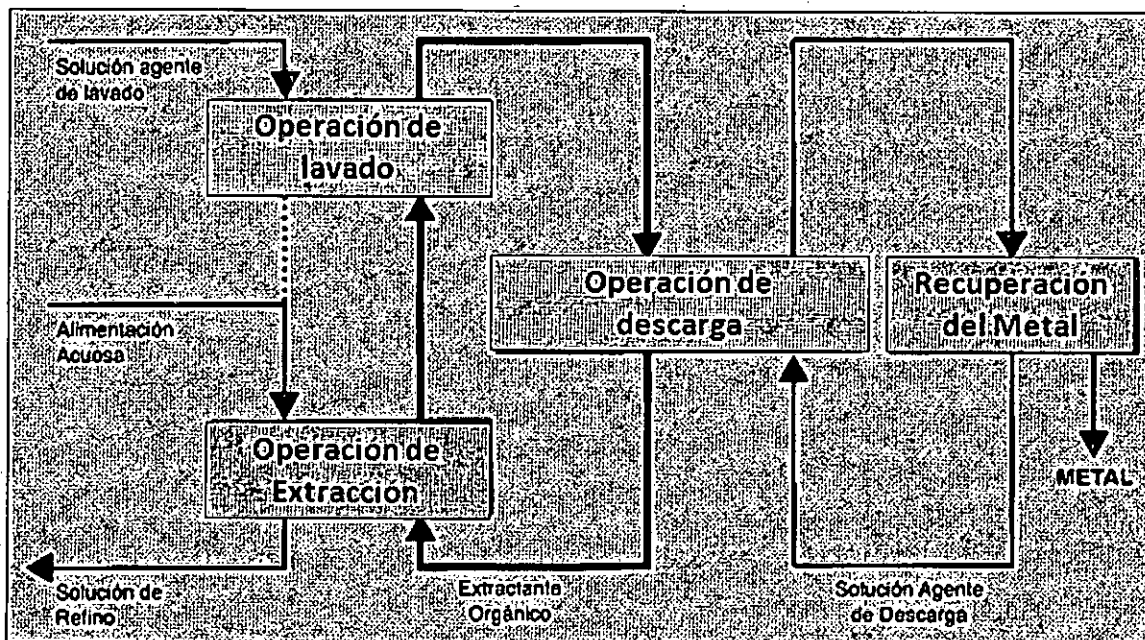 Solución agente
de lavado
Operación de
lavado
Operación de
descarga
Recuperación
del Metal
Alimentación
Acuosa
Operación de
Extraccion
METAL
Solución de
Refino
Extractante
Orgánico
Solución Agente
de Descarga